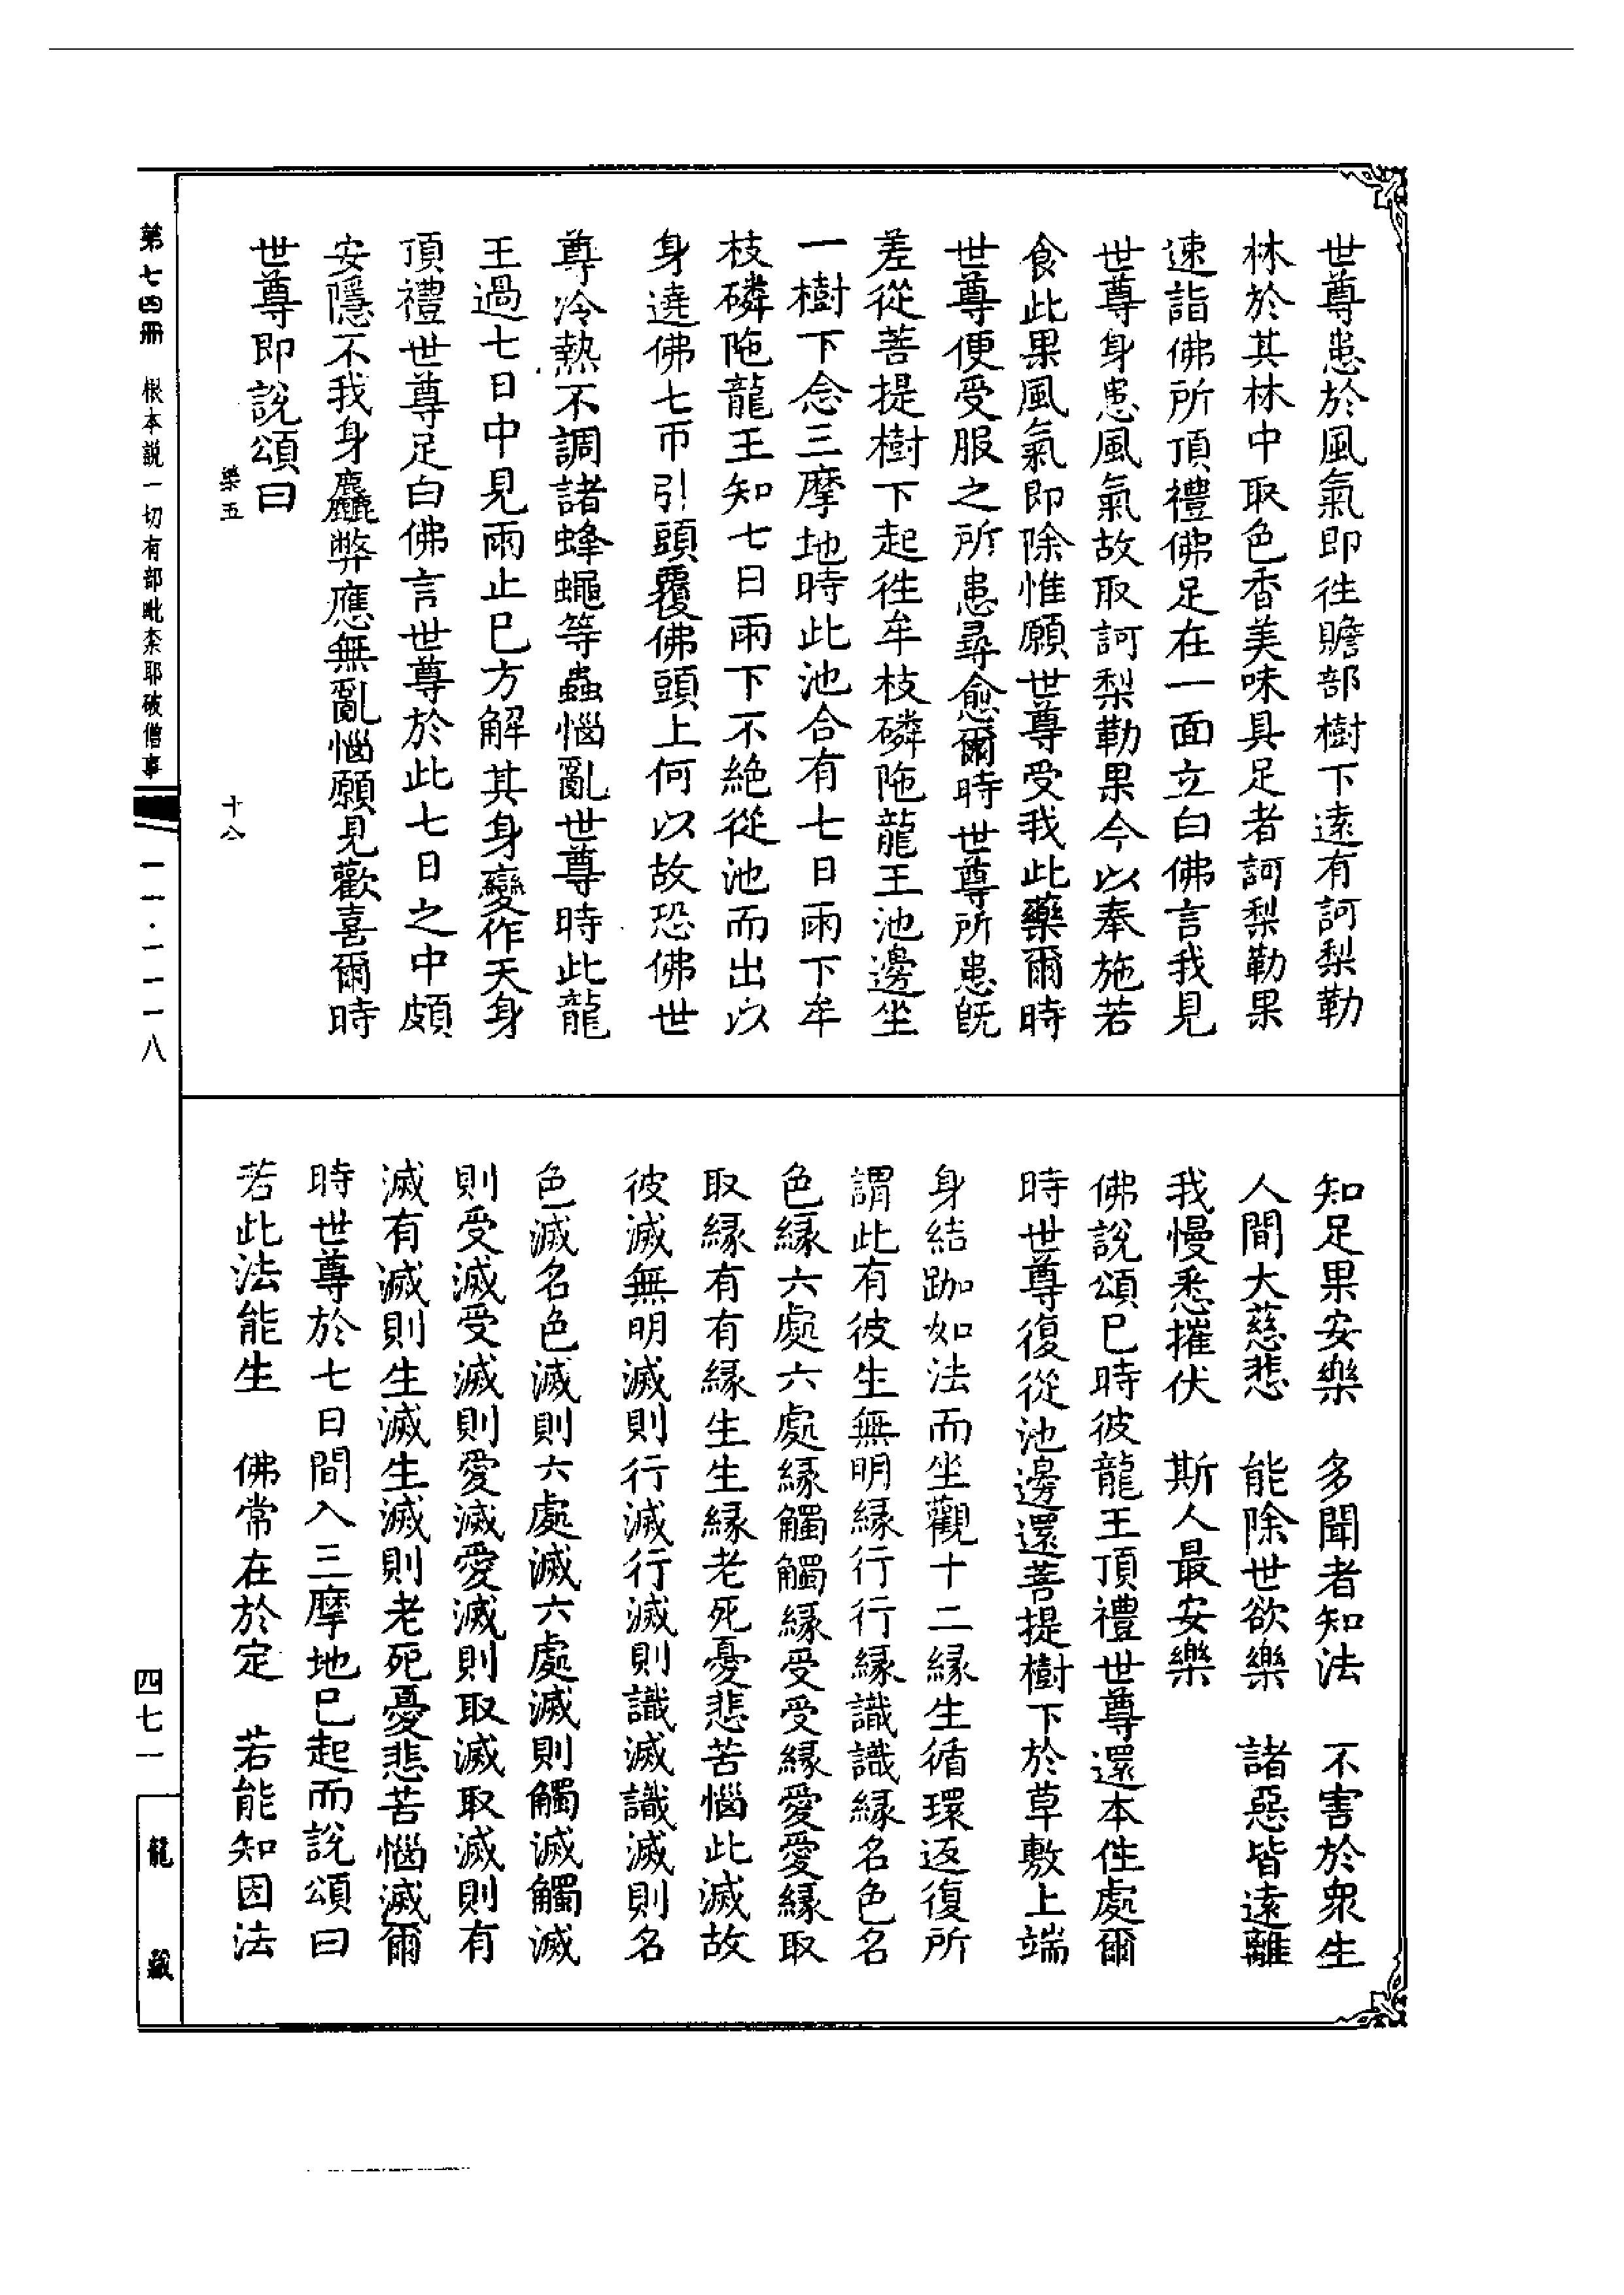 世尊患於風氣即徃贍部樹下遠有訶梨勒
林於其林中取色香美味具足者訶梨勒果
速詣佛所頂禮佛足在一面立白佛言我見
世尊身患風氣故取訶梨勒果今以奉施若
食此果風氣即除惟願世尊受我此藥爾時
世尊便受服之所患尋愈爾時世尊所患旣
差從菩提樹下起徃牟枝磷陁龍王池邊坐
一樹下念三摩地時此池合有七日雨下牟
枝磷陁龍王知七日雨下不絶從池而出以
身遶佛七帀引頭覆佛頭上何以故恐佛世
尊冷熱不調諸蜂蠅等蟲惱亂世尊時此龍
王過七日中見雨止已方解其身變作天身
頂禮世尊足白佛言世尊於此七日之中頗
安隱不我身麤弊應無亂惱願見歡喜爾時
世尊即說頌曰
樂五
知足果安樂　多聞者知法　不害於衆生
人間大慈悲　能除世欲樂　諸惡皆遠離
我慢悉摧伏　斯人最安樂
佛說頌已時彼龍王頂禮世尊還本住處爾
時世尊復從池邊還菩提樹下於草敷上端
身結跏如法而坐觀十二緣生循環返復所
謂此有彼生無明緣行行緣識識緣名色名
色緣六處六處緣觸觸緣受受緣愛愛緣取
取緣有有緣生生緣老死憂悲苦惱此滅故
彼滅無明滅則行滅行滅則識滅識滅則名
色滅名色滅則六處滅六處滅則觸滅觸滅
則受滅受滅則愛滅愛滅則取滅取滅則有
滅有滅則生滅生滅則老死憂悲苦惱滅爾
時世尊於七日間入三摩地已起而說頌曰
若此法能生　佛常在於定　若能知因法
第七四冊　根本説一切有部毗柰耶破僧事
一一·一一一八
四七一
龍藏